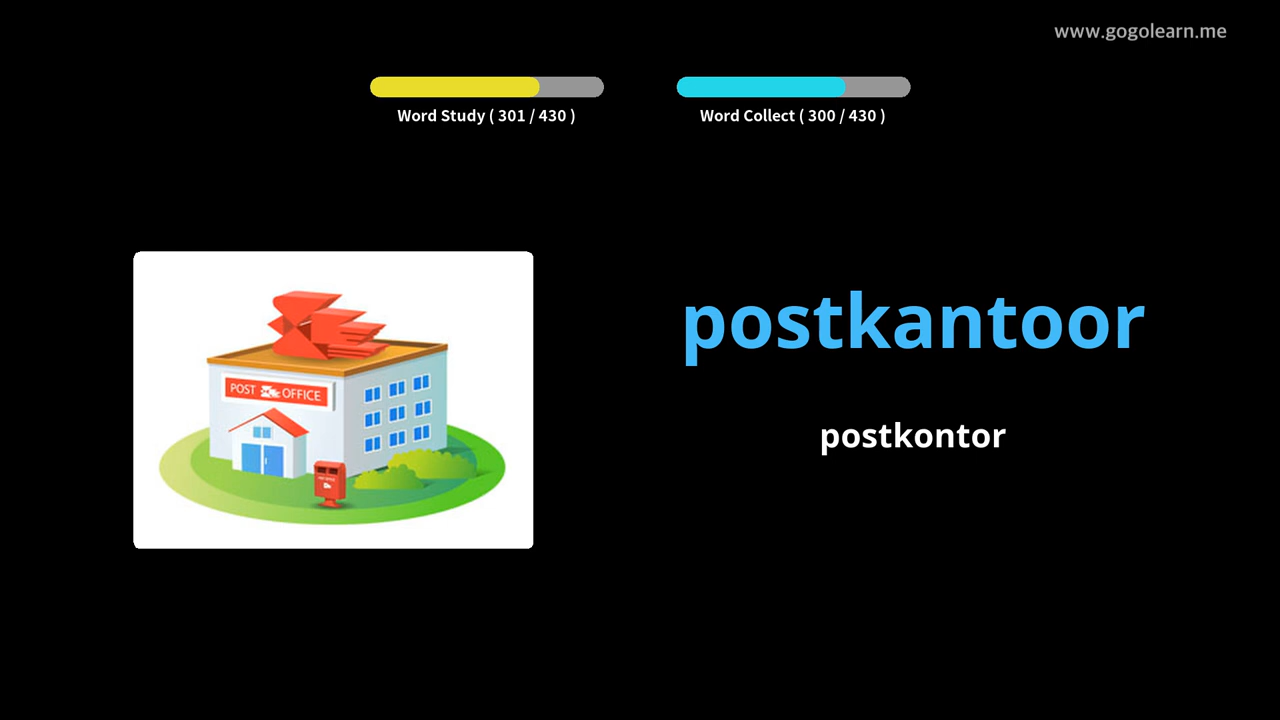 www.gogolearn.me
Word Study ( 301 / 430 )
Word Collect ( 300 / 430 )
POST OFFICE
postkantoor
postkontor